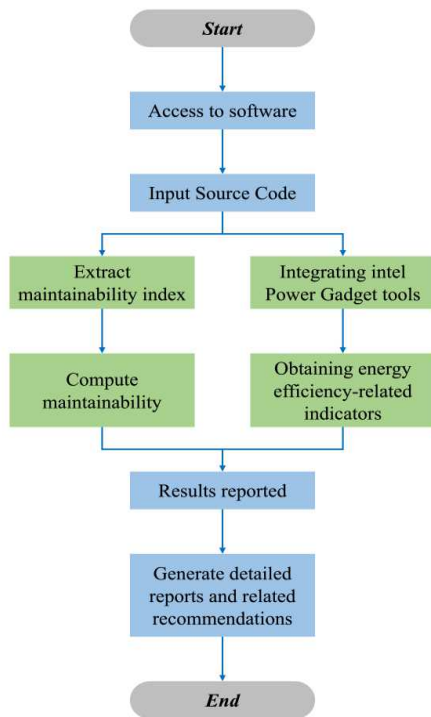 Start
Access to software
Input Source Code
Extract
maintainability index
Integrating intel
Power Gadget tools
Compute
maintainability
Obtaining energy
efficiency-related
indicators
Results reported
Generate detailed
reports and related
recommendations
End